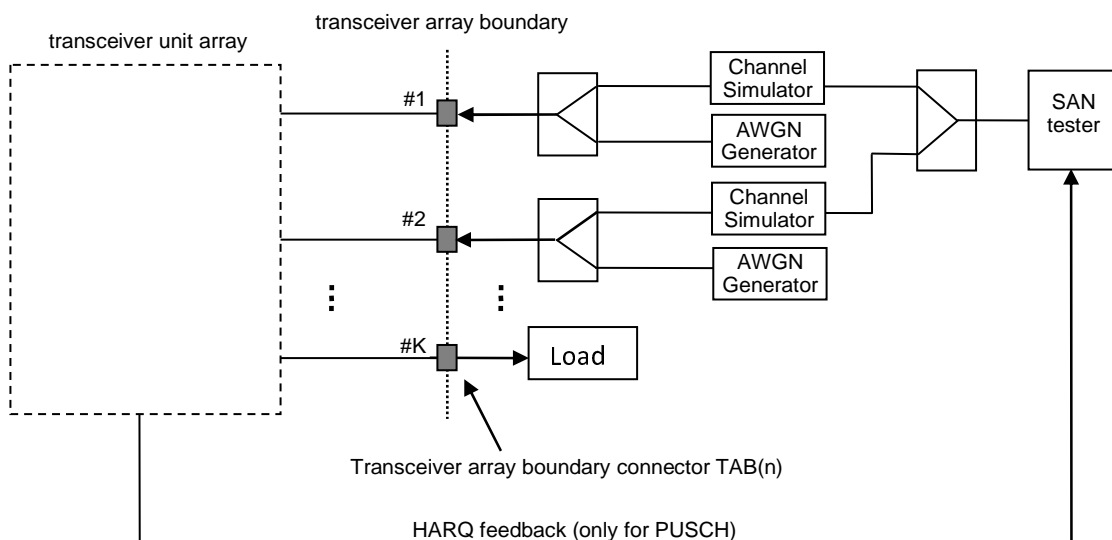 transceiver array boundary
transceiver unit array
#1
Channel
Simulator
AWGN
Generator
SAN
tester
#2
Channel
Simulator
AWGN
Generator
#K
Load
Transceiver array boundary connector TAB(n)
HARQ feedback (only for PUSCH)